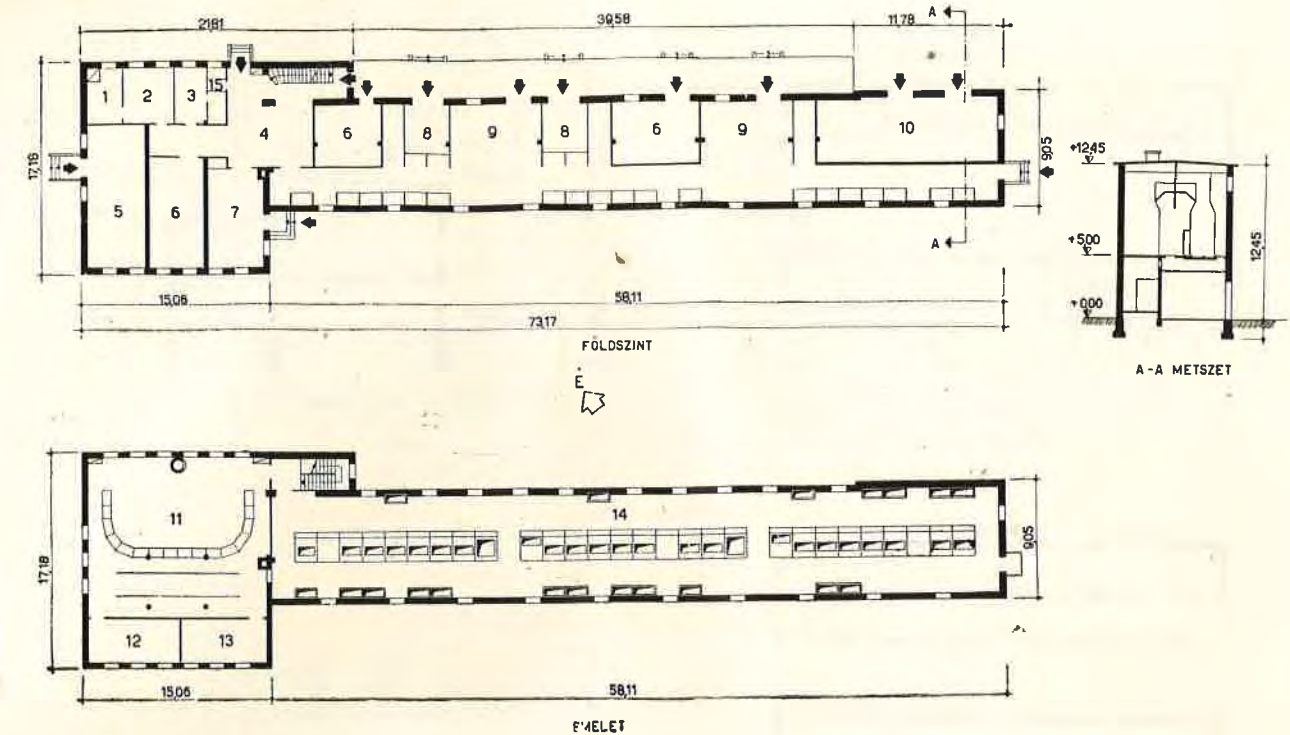 21,81 39,58 A 11,78
1 2 3 15
4 6 8 9 8 6 9 10
17,18 5 6 7 9,05
A
15,06 58,11
73,17
FÖLDSZINT
+12,45
+5,00
+0,00
12,45
A-A METSZET
É
11 14
17,18 9,05
12 13
15,06 58,11
EMELET